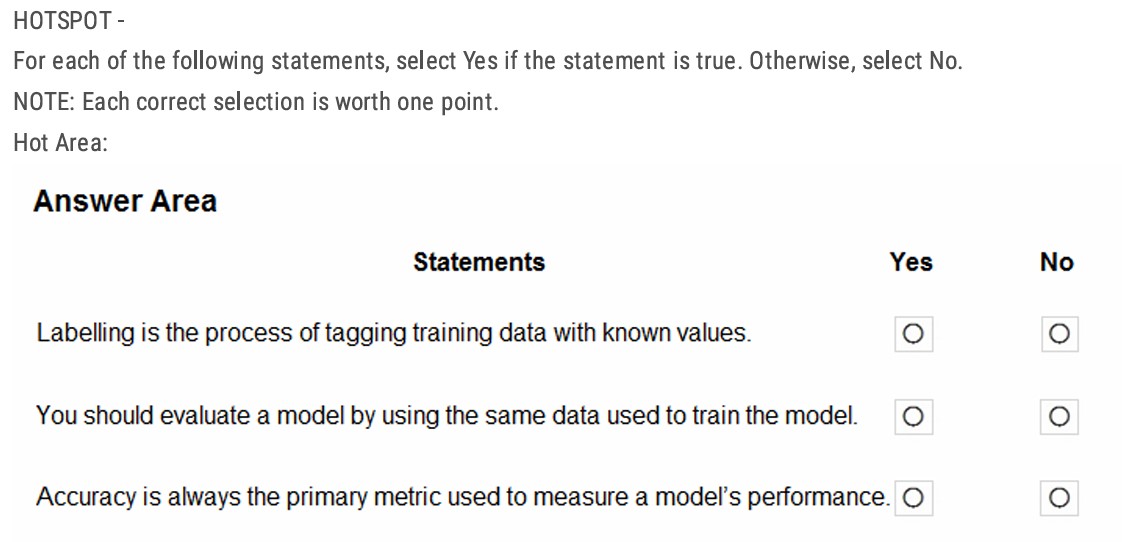 HOTSPOT -
For each of the following statements, select Yes if the statement is true. Otherwise, select No.
NOTE: Each correct selection is worth one point.
Hot Area:
Answer Area
Statements Yes No
Labelling is the process of tagging training data with known values.
You should evaluate a model by using the same data used to train the model.
Accuracy is always the primary metric used to measure a model's performance.